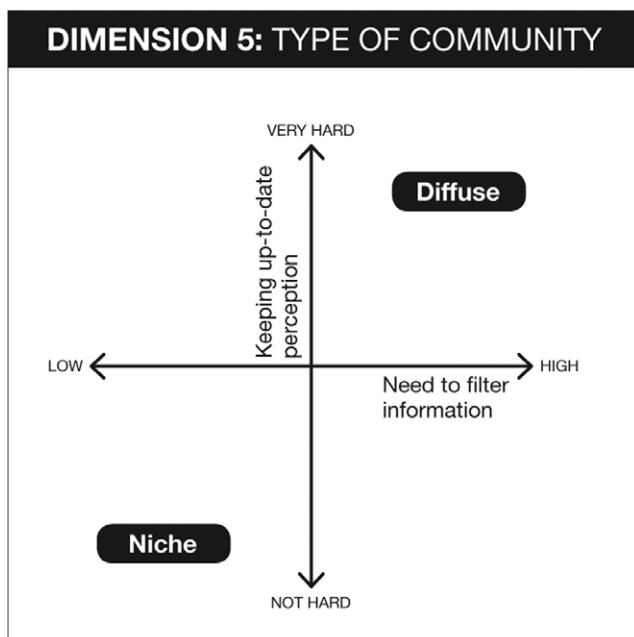 DIMENSION 5: TYPE OF COMMUNITY
VERY HARD
Diffuse
Keeping up-to-date
perception
LOW
HIGH
Need to filter
information
Niche
NOT HARD